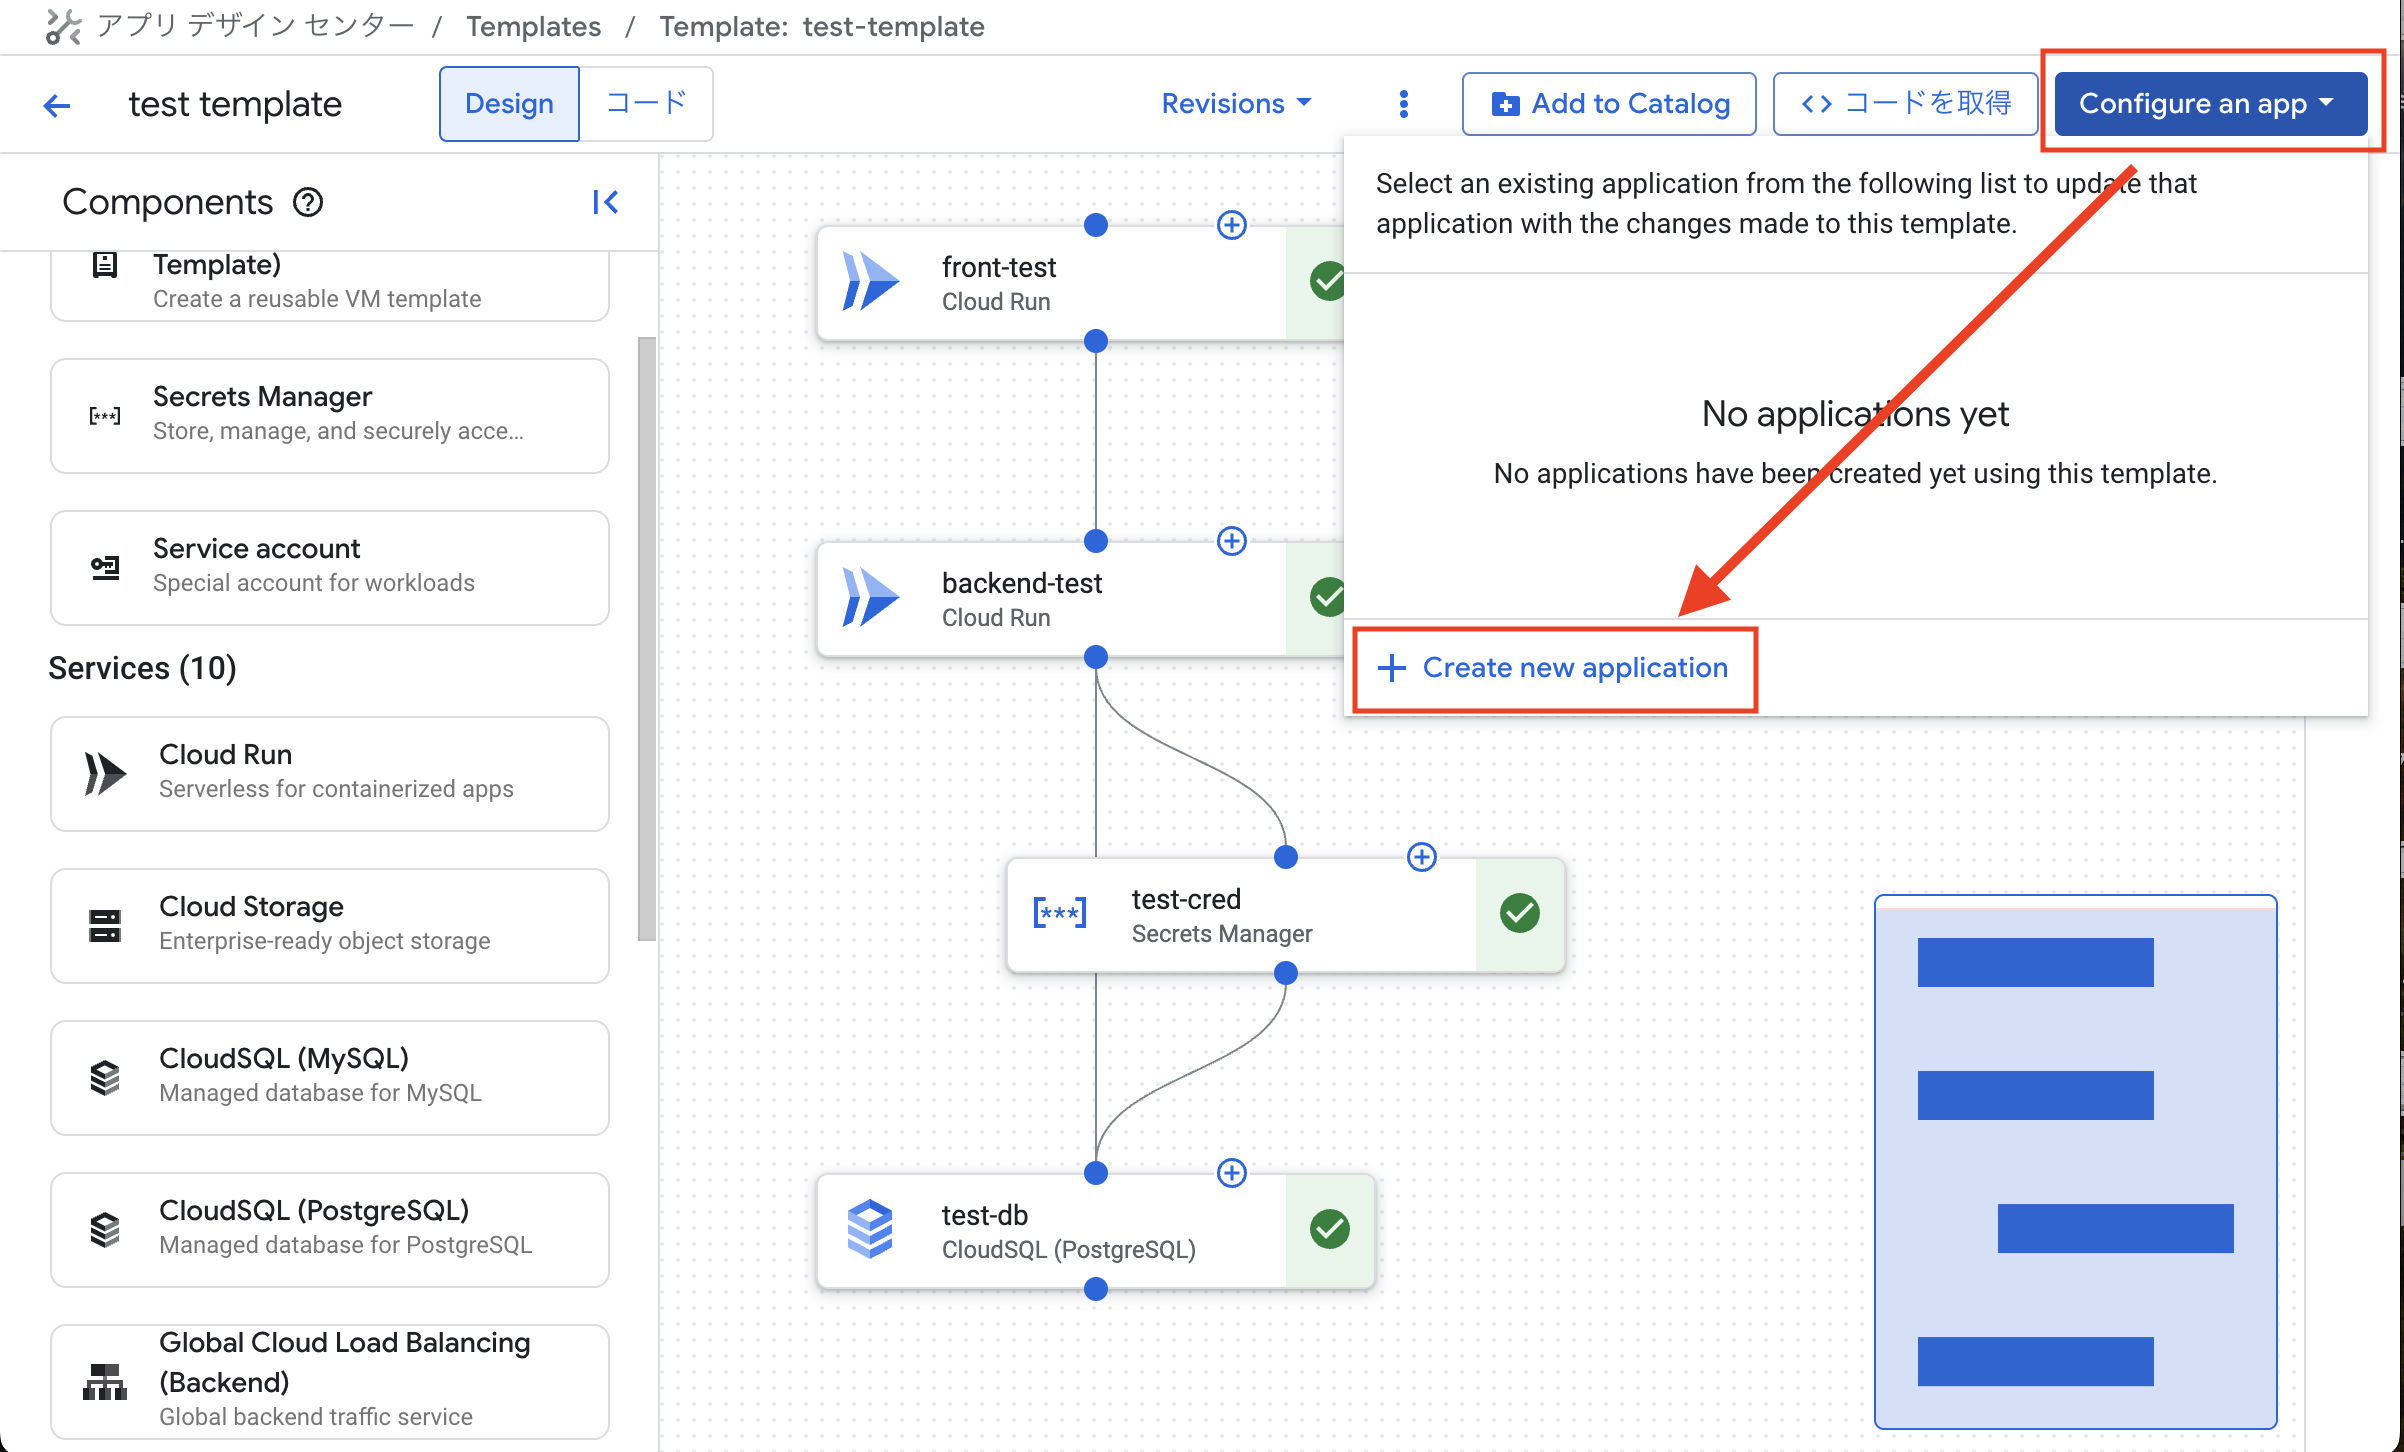 アプリ デザイン センター / Templates / Template: test-template
test template
Design
コード
Revisions
Add to Catalog
<> コードを取得
Configure an app
Components
Template)
Create a reusable VM template
Secrets Manager
Store, manage, and securely acce...
Service account
Special account for workloads
Services (10)
Cloud Run
Serverless for containerized apps
Cloud Storage
Enterprise-ready object storage
CloudSQL (MySQL)
Managed database for MySQL
CloudSQL (PostgreSQL)
Managed database for PostgreSQL
Global Cloud Load Balancing
(Backend)
Global backend traffic service
front-test
Cloud Run
backend-test
Cloud Run
[***]
test-cred
Secrets Manager
test-db
CloudSQL (PostgreSQL)
Select an existing application from the following list to update that
application with the changes made to this template.
No applications yet
No applications have been created yet using this template.
+ Create new application